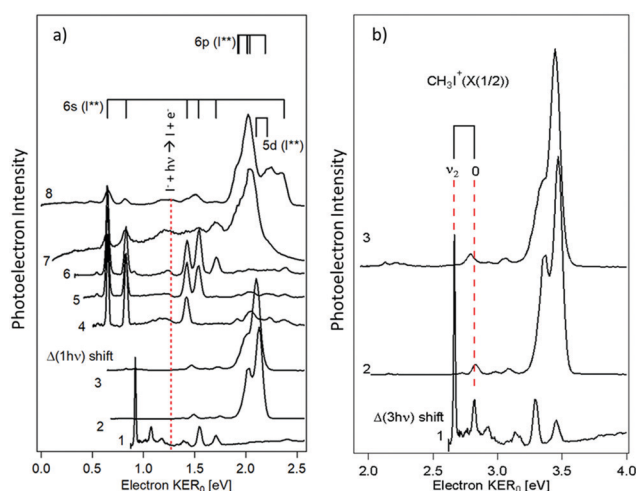 a)
6p (I**)
6s (I**)
5d (I**)
I⁻ + hν → I + e⁻
8
7
6
5
4
Δ(1hν) shift
3
2
1
0.0 0.5 1.0 1.5 2.0 2.5
Electron KER₀ [eV]
Photoelectron Intensity
b)
CH₃I⁺(X(1/2))
ν₂ 0
3
2
Δ(3hν) shift
1
2.0 2.5 3.0 3.5 4.0
Electron KER₀ [eV]
Photoelectron Intensity